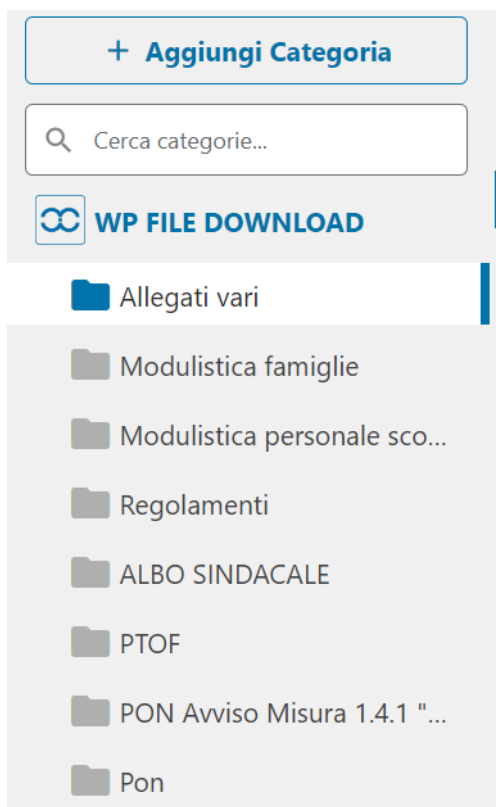 + Aggiungi Categoria
Cerca categorie...
WP FILE DOWNLOAD
Allegati vari
Modulistica famiglie
Modulistica personale sco...
Regolamenti
ALBO SINDACALE
PTOF
PON Avviso Misura 1.4.1 "...
Pon